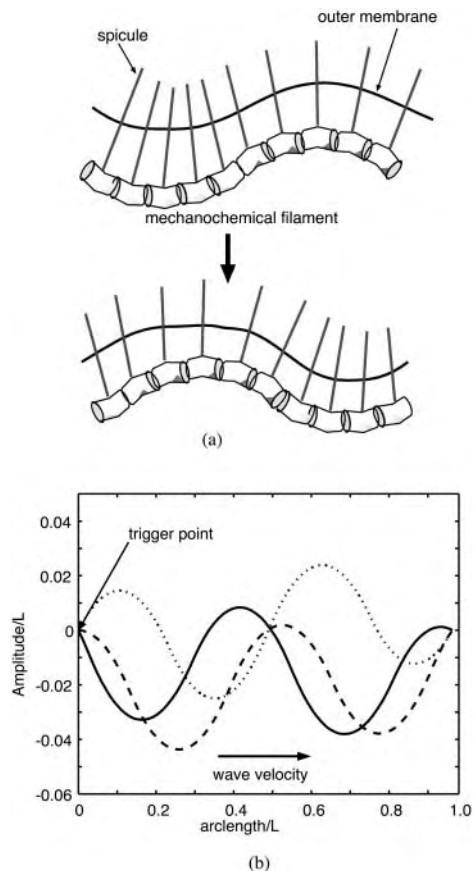 spicule
outer membrane
mechanochemical filament
(a)
0.04
trigger point
0.02
0
-0.02
-0.04
-0.06
Amplitude/L
wave velocity
0
0.2
0.4
0.6
0.8
1.0
arclength/L
(b)